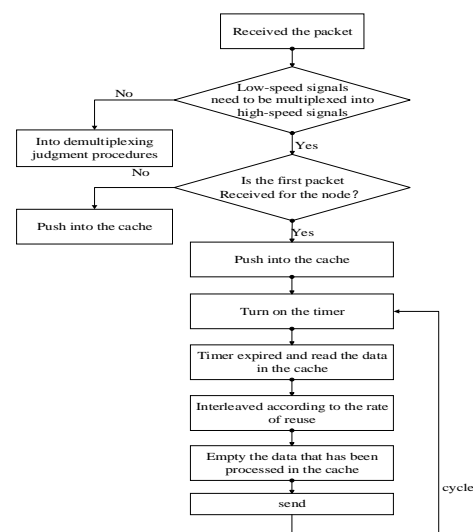 Received the packet
Low-speed signals
need to be multiplexed into
high-speed signals
No
Into demultiplexing
judgment procedures
Yes
No
Is the first packet
Received for the node?
Push into the cache
Yes
Push into the cache
Turn on the timer
Timer expired and read the data
in the cache
Interleaved according to the rate
of reuse
Empty the data that has been
processed in the cache
cycle
send